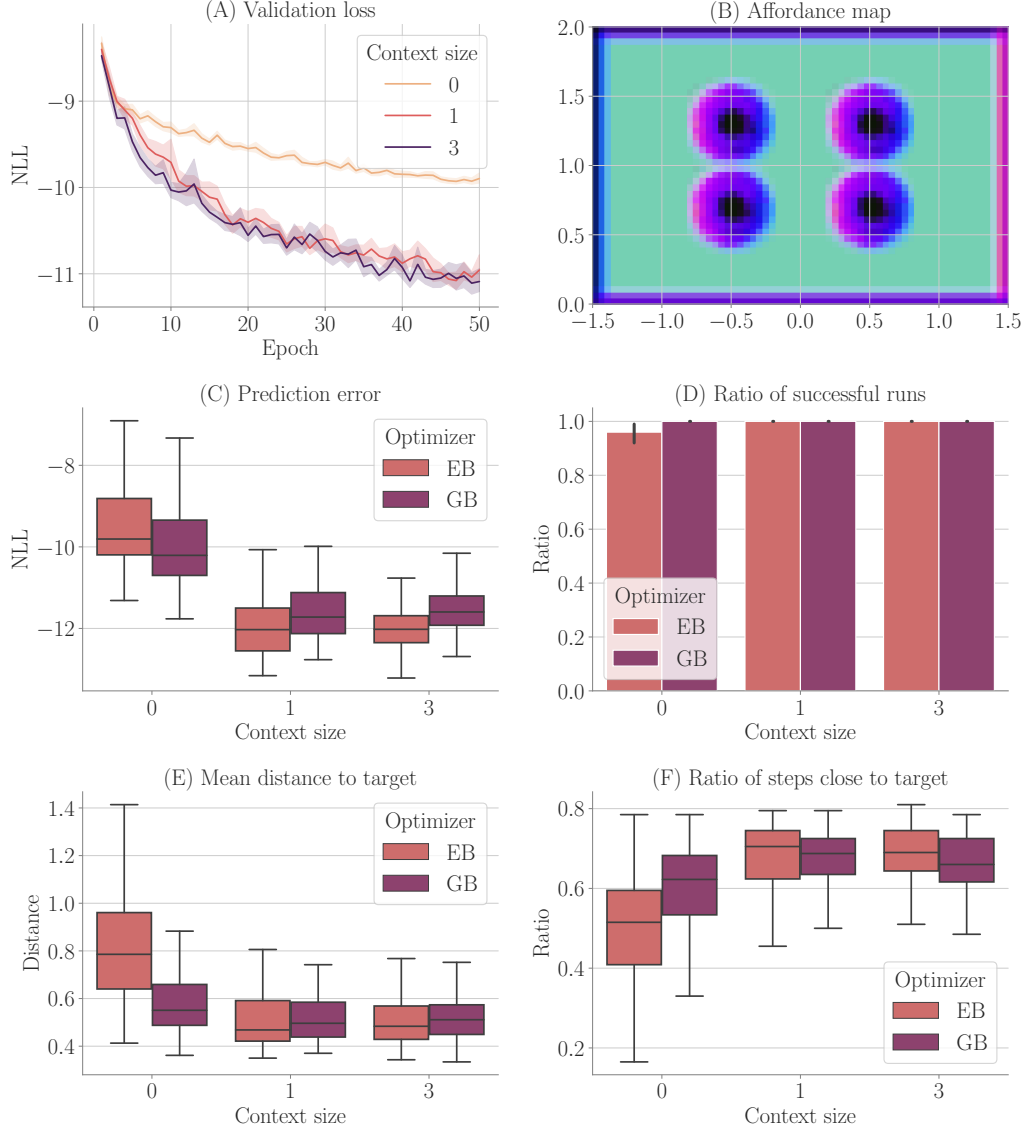 (A) Validation loss
NLL
−9
−10
−11
0
10
20
30
40
50
Epoch
Context size
0
1
3
(B) Affordance map
2.0
1.5
1.0
0.5
0.0
−1.5
−1.0
−0.5
0.0
0.5
1.0
1.5
(C) Prediction error
NLL
−8
−10
−12
0
1
3
Context size
Optimizer
EB
GB
(D) Ratio of successful runs
Ratio
1.0
0.8
0.6
0.4
0.2
0.0
0
1
3
Context size
Optimizer
EB
GB
(E) Mean distance to target
Distance
1.4
1.2
1.0
0.8
0.6
0.4
0
1
3
Context size
Optimizer
EB
GB
(F) Ratio of steps close to target
Ratio
0.8
0.6
0.4
0.2
0
1
3
Context size
Optimizer
EB
GB